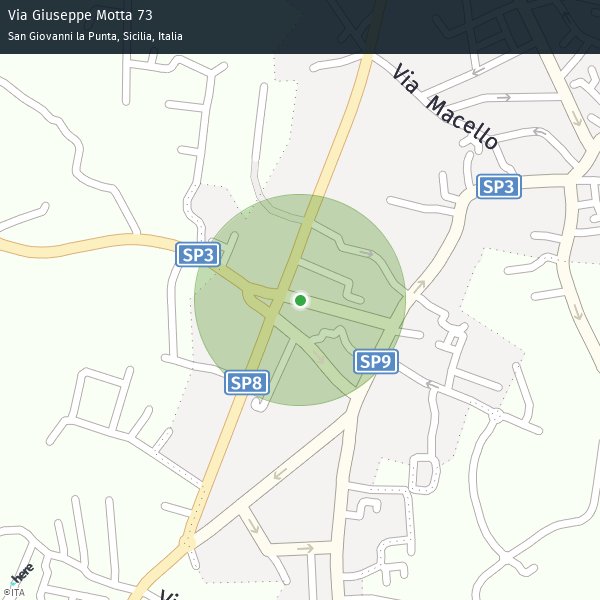 Via Giuseppe Motta 73
San Giovanni la Punta, Sicilia, Italia
Via Macello
SP3
SP3
SP9
SP8
here
©ITA